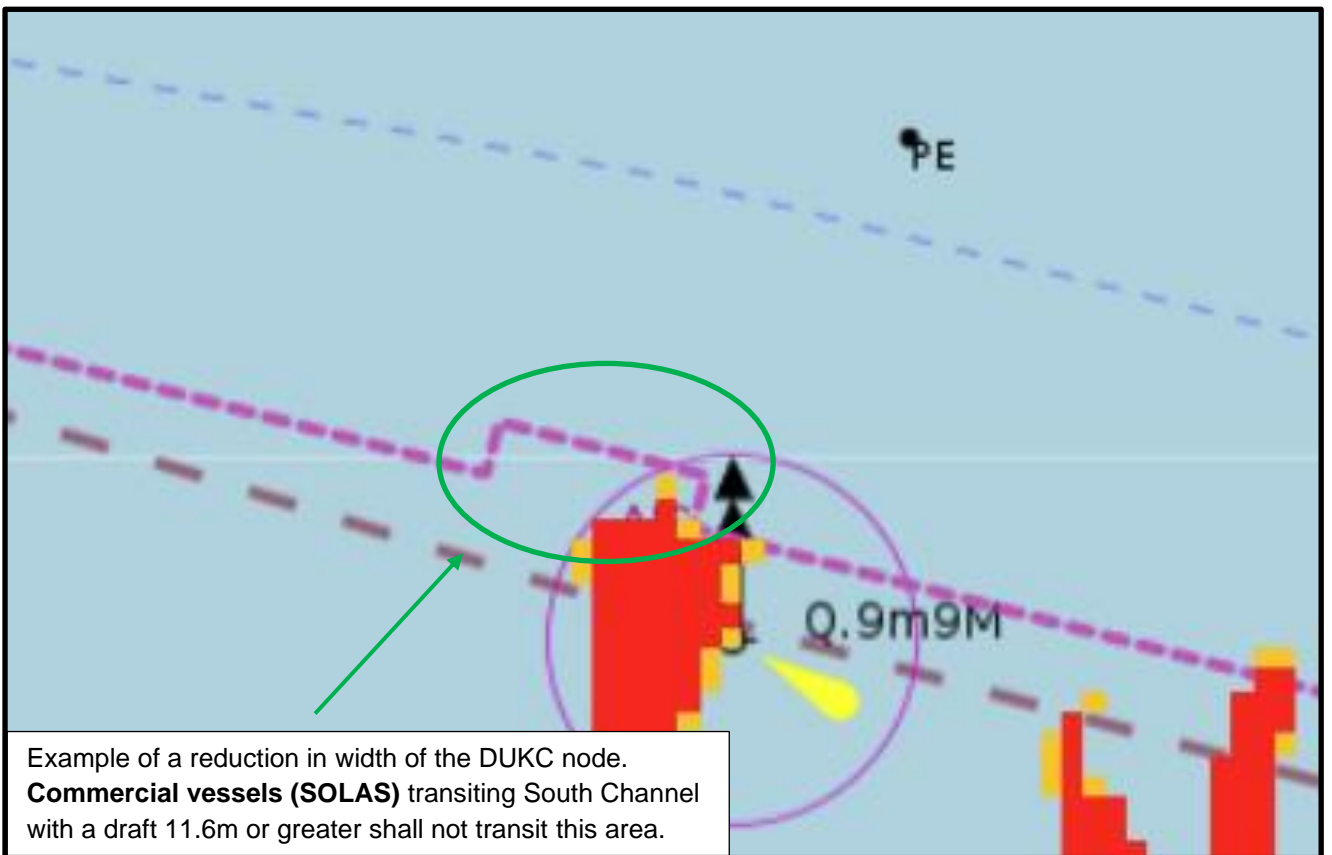 PE
Q.9m9M
Example of a reduction in width of the DUKC node.
Commercial vessels (SOLAS) transiting South Channel
with a draft 11.6m or greater shall not transit this area.